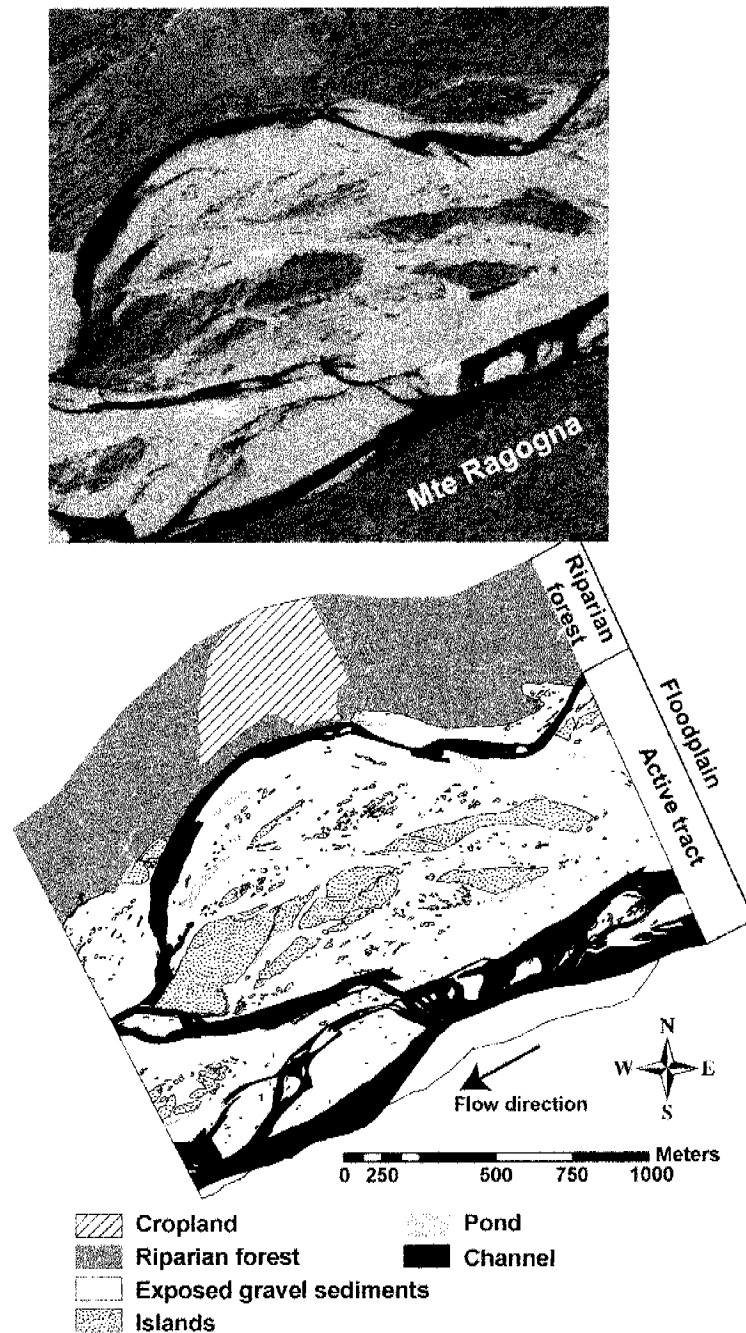 Mte Ragogna
Riparian
forest
Floodplain
Active tract
N
W E
S
Flow direction
Meters
0 250 500 750 1000
Cropland
Pond
Riparian forest
Channel
Exposed gravel sediments
Islands